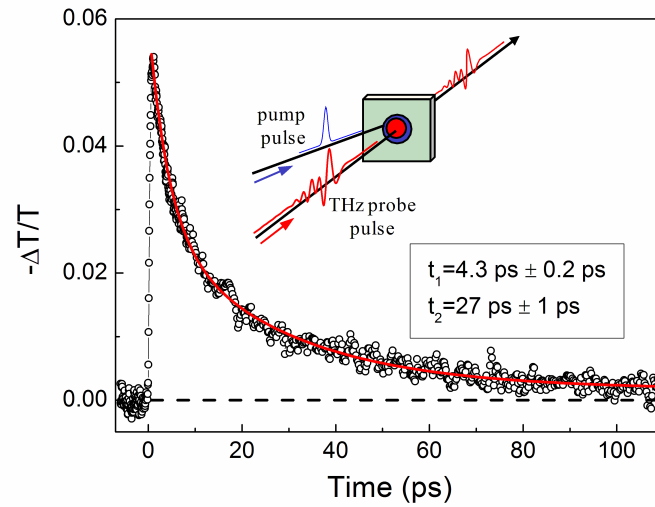 0.06
0.04
0.02
0.00
-ΔT/T
pump
pulse
THz probe
pulse
t1=4.3 ps ± 0.2 ps
t2=27 ps ± 1 ps
0 20 40 60 80 100
Time (ps)